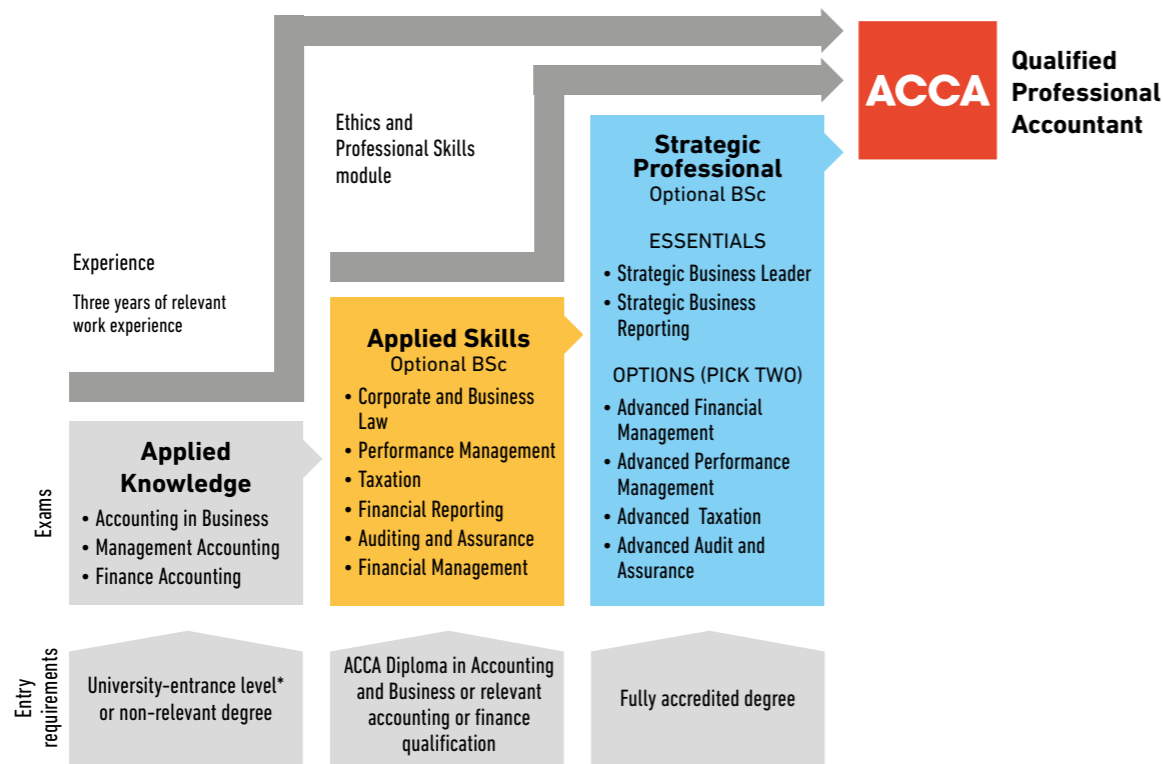 ACCA
Qualified
Professional
Accountant
Ethics and
Professional Skills
module
Experience
Three years of relevant
work experience
Exams
Applied
Knowledge
• Accounting in Business
• Management Accounting
• Finance Accounting
Applied Skills
Optional BSc
• Corporate and Business
Law
• Performance Management
• Taxation
• Financial Reporting
• Auditing and Assurance
• Financial Management
Strategic
Professional
Optional BSc
ESSENTIALS
• Strategic Business Leader
• Strategic Business
Reporting
OPTIONS (PICK TWO)
• Advanced Financial
Management
• Advanced Performance
Management
• Advanced Taxation
• Advanced Audit and
Assurance
Entry
requirements
University-entrance level*
or non-relevant degree
ACCA Diploma in Accounting
and Business or relevant
accounting or finance
qualification
Fully accredited degree